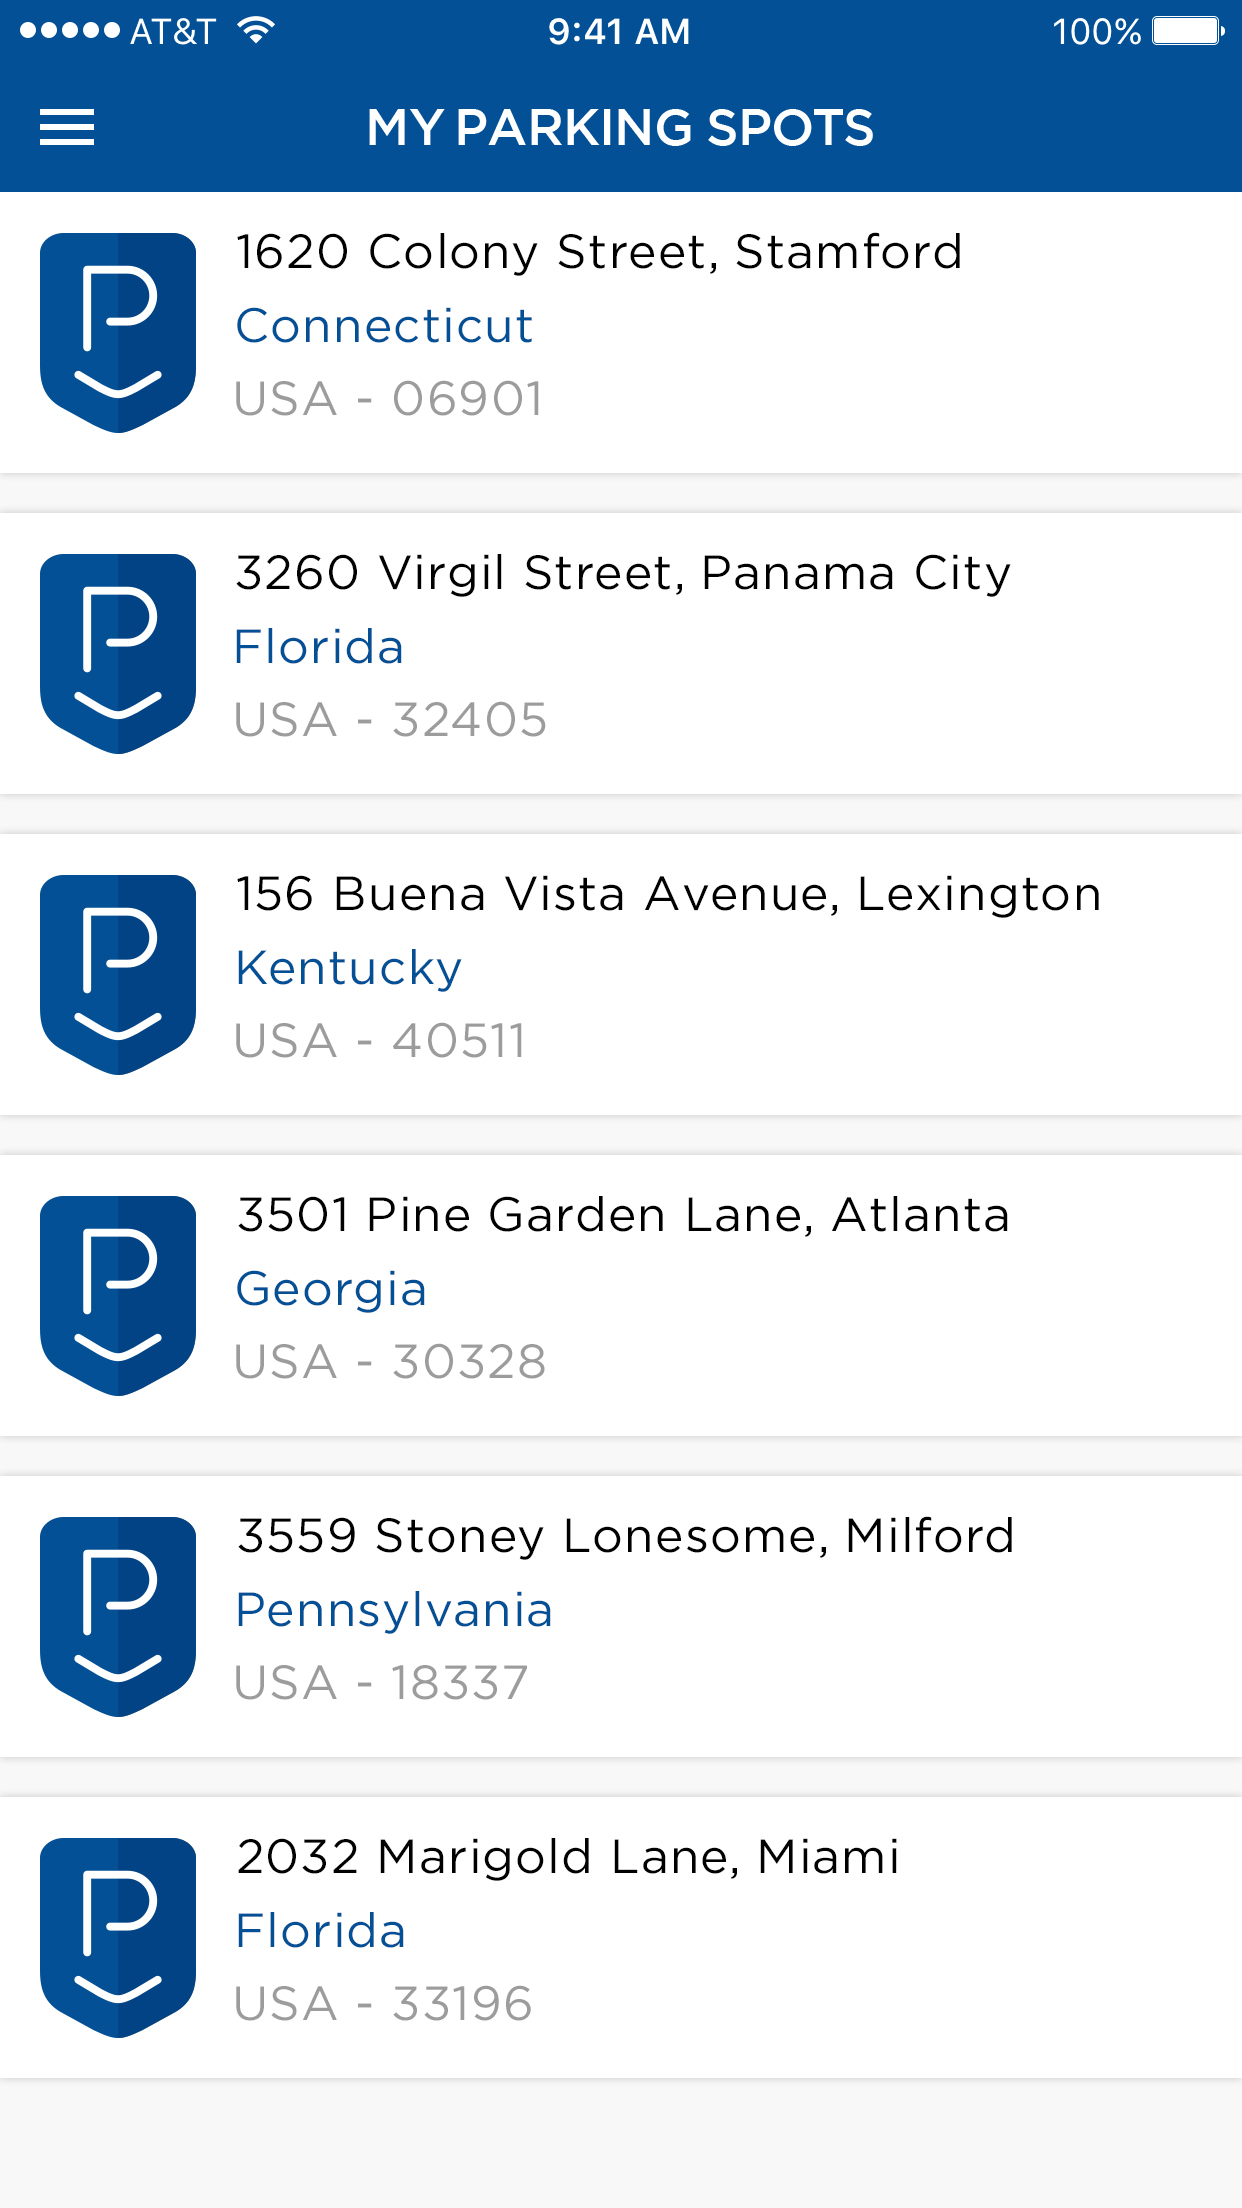 AT&T 9:41 AM 100%
MY PARKING SPOTS
P
1620 Colony Street, Stamford
Connecticut
USA - 06901
P
3260 Virgil Street, Panama City
Florida
USA - 32405
P
156 Buena Vista Avenue, Lexington
Kentucky
USA - 40511
P
3501 Pine Garden Lane, Atlanta
Georgia
USA - 30328
P
3559 Stoney Lonesome, Milford
Pennsylvania
USA - 18337
P
2032 Marigold Lane, Miami
Florida
USA - 33196